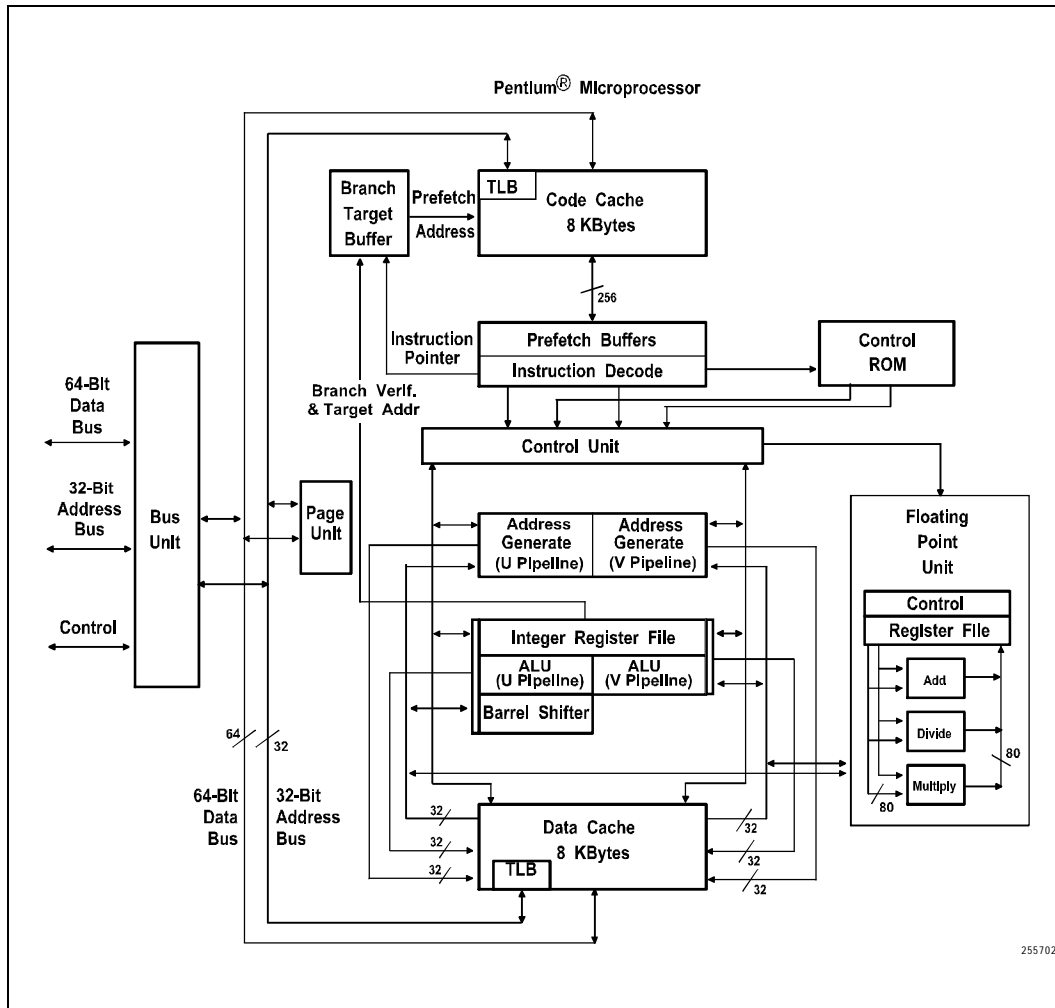 Pentium® Microprocessor
TLB
Code Cache
8 KBytes
Branch
Target
Buffer
Prefetch
Address
256
Prefetch Buffers
Instruction Decode
Instruction
Pointer
Control
ROM
Branch Verif.
& Target Addr
64-Bit
Data
Bus
Control Unit
32-Bit
Address
Bus
Bus
Unit
Page
Unit
Address
Generate
(U Pipeline)
Address
Generate
(V Pipeline)
Floating
Point
Unit
Control
Register File
Control
Integer Register File
ALU
(U Pipeline)
ALU
(V Pipeline)
Barrel Shifter
Add
Divide
Multiply
80
80
64
32
64-Bit
Data
Bus
32-Bit
Address
Bus
32
32
32
Data Cache
8 KBytes
TLB
32
32
32
255702